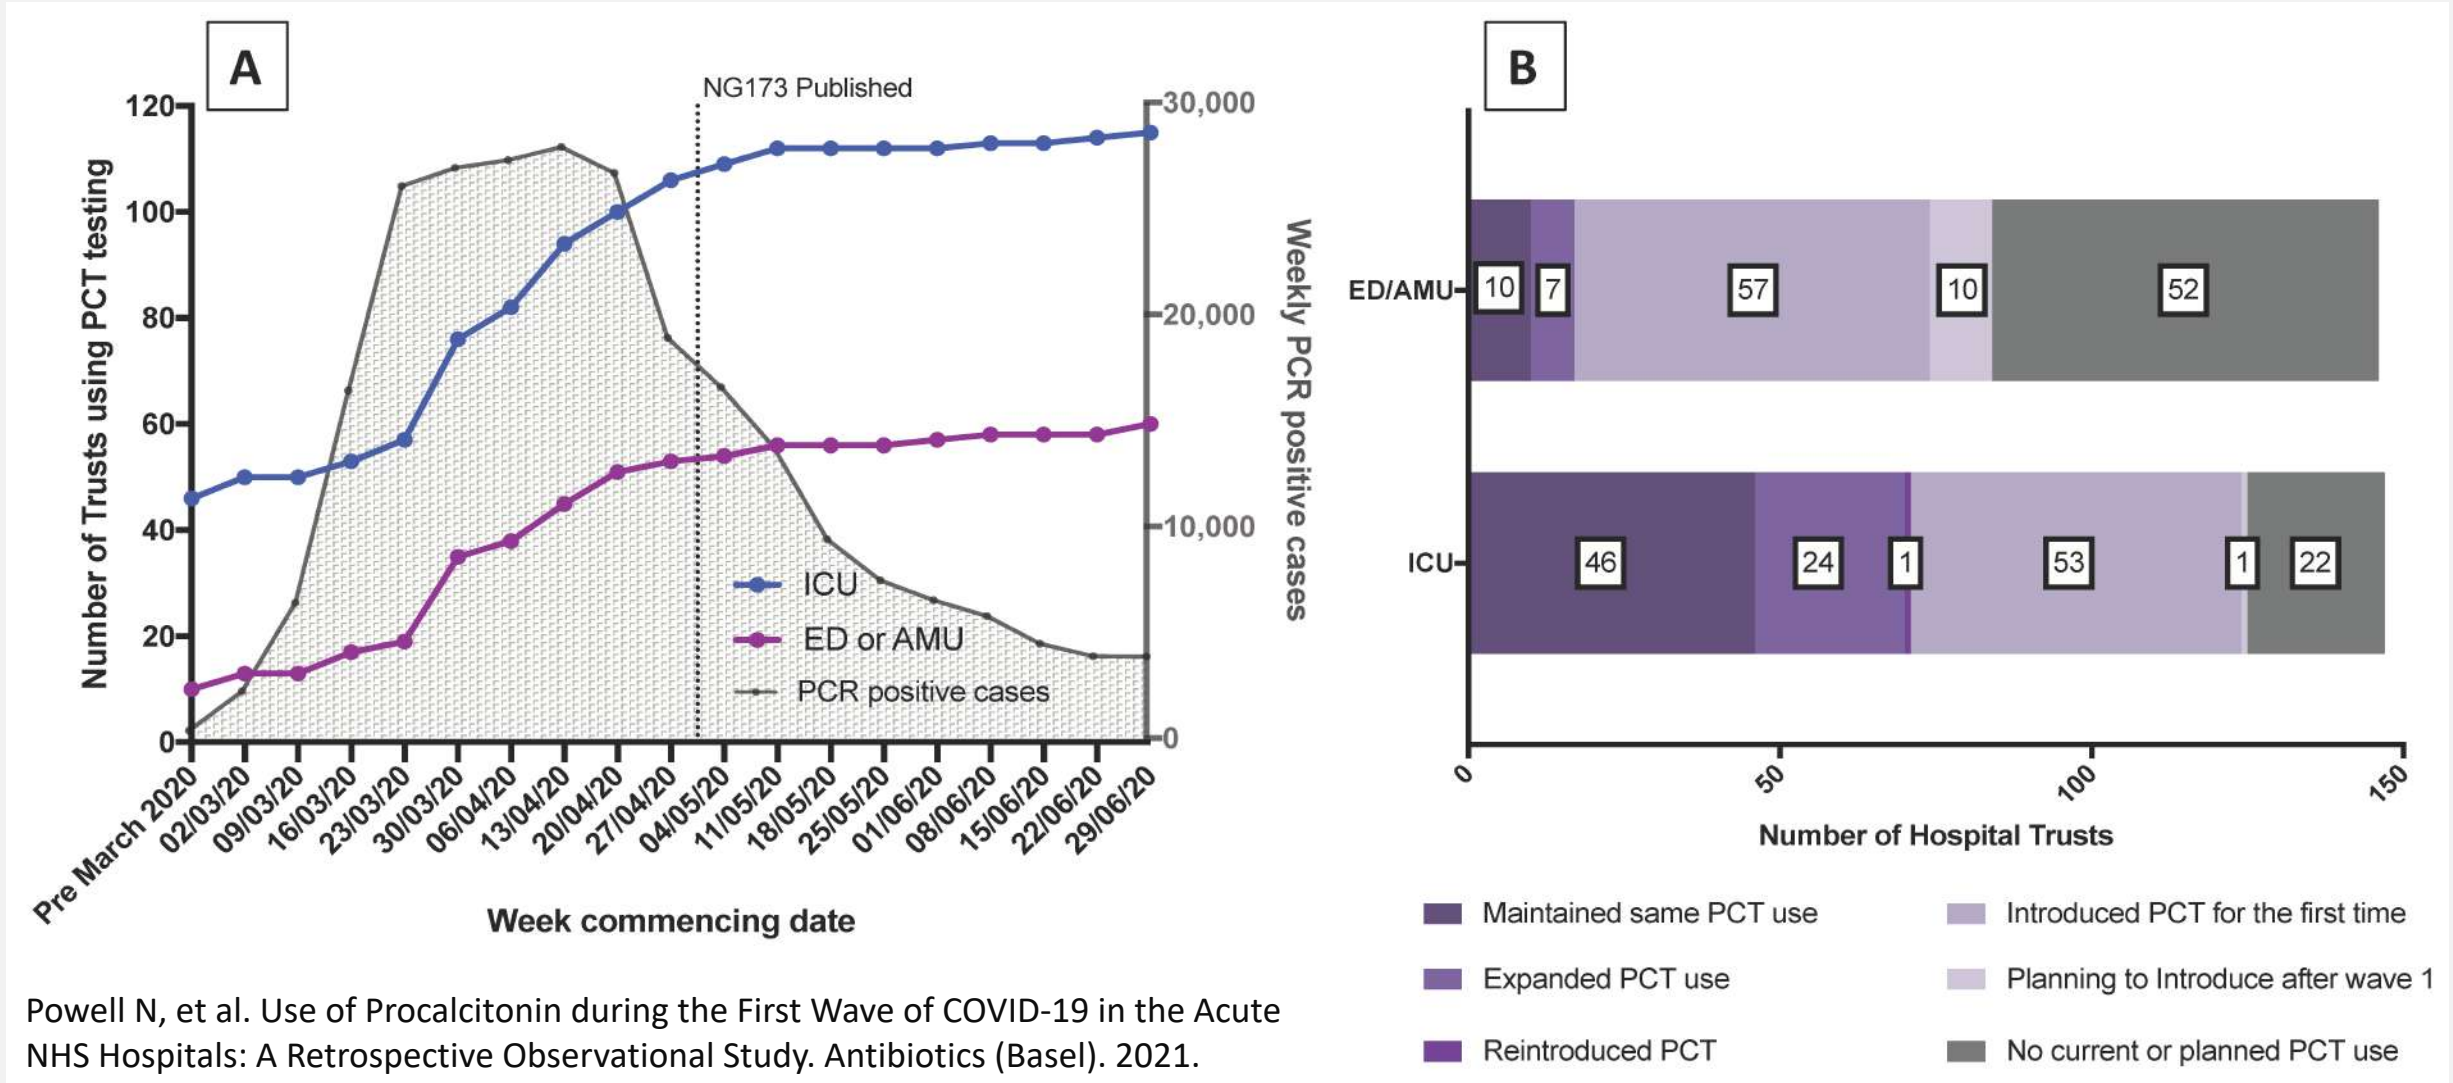 A
NG173 Published
120
100
80
60
40
20
0
Number of Trusts using PCT testing
30,000
20,000
10,000
0
Weekly PCR positive cases
ICU
ED or AMU
PCR positive cases
Pre March 2020
02/03/20
09/03/20
16/03/20
23/03/20
30/03/20
06/04/20
13/04/20
20/04/20
27/04/20
04/05/20
11/05/20
18/05/20
25/05/20
01/06/20
08/06/20
15/06/20
22/06/20
29/06/20
Week commencing date
B
ED/AMU
10 7 57 10 52
ICU
46 24 1 53 1 22
0
50
100
150
Number of Hospital Trusts
Maintained same PCT use
Expanded PCT use
Reintroduced PCT
Introduced PCT for the first time
Planning to Introduce after wave 1
No current or planned PCT use
Powell N, et al. Use of Procalcitonin during the First Wave of COVID-19 in the Acute
NHS Hospitals: A Retrospective Observational Study. Antibiotics (Basel). 2021.